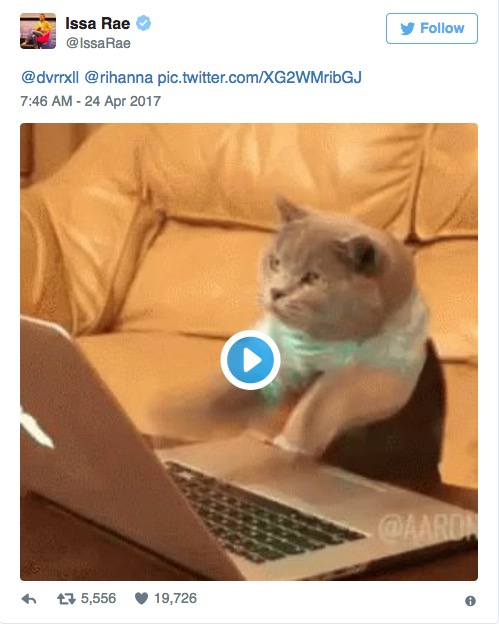 Issa Rae
@IssaRae
Follow
@dvrrxll @rihanna pic.twitter.com/XG2WMribGJ
7:46 AM - 24 Apr 2017
@AARON
5,556
19,726